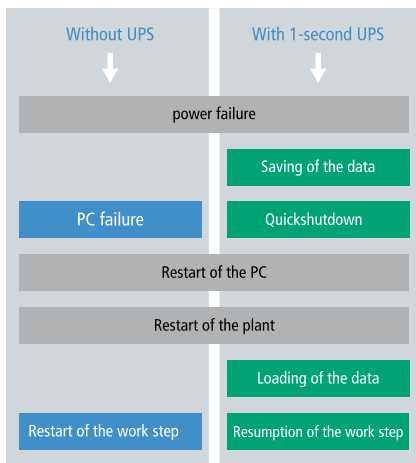 Without UPS
With 1-second UPS
power failure
Saving of the data
PC failure
Quickshutdown
Restart of the PC
Restart of the plant
Loading of the data
Restart of the work step
Resumption of the work step